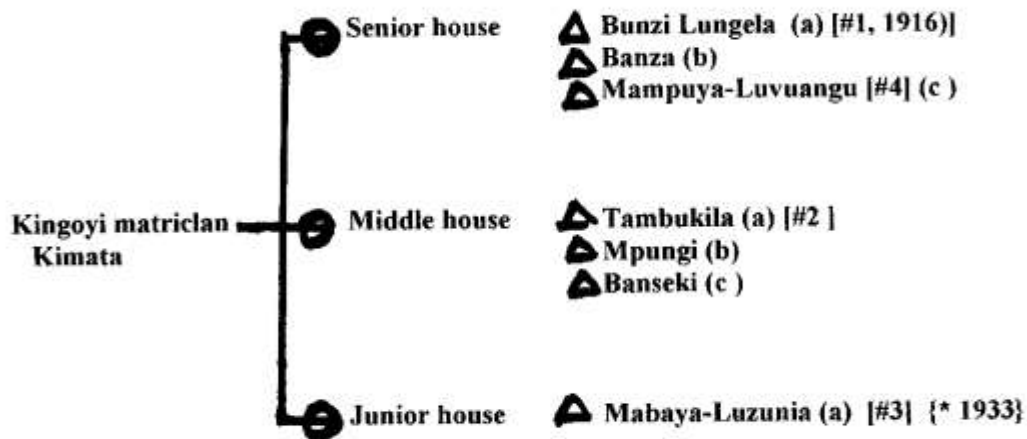 Senior house Bunzi Lungela (a) [#1, 1916)]
Banza (b)
Mampuya-Luvuangu [#4] (c )
Kingoyi matriclan Middle house Tambukila (a) [#2 ]
Kimata Mpungi (b)
Banseki (c )
Junior house Mabaya-Luzunia (a) [#3] {* 1933}